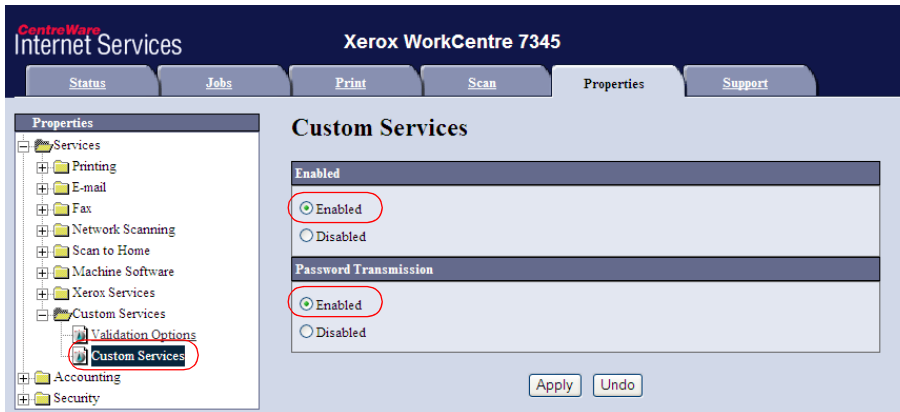 CentreWare
Internet Services
Xerox WorkCentre 7345
Status
Jobs
Print
Scan
Properties
Support
Properties
Services
Printing
E-mail
Fax
Network Scanning
Scan to Home
Machine Software
Xerox Services
Custom Services
Validation Options
Custom Services
Accounting
Security
Custom Services
Enabled
Enabled
Disabled
Password Transmission
Enabled
Disabled
Apply
Undo